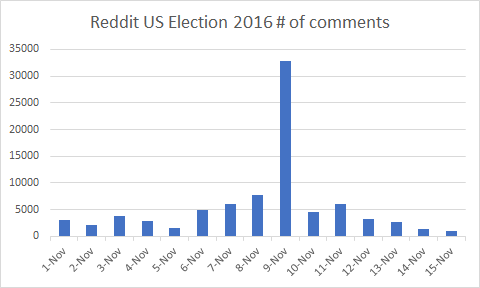 Reddit US Election 2016 # of comments
35000
30000
25000
20000
15000
10000
5000
0
1-Nov
2-Nov
3-Nov
4-Nov
5-Nov
6-Nov
7-Nov
8-Nov
9-Nov
10-Nov
11-Nov
12-Nov
13-Nov
14-Nov
15-Nov